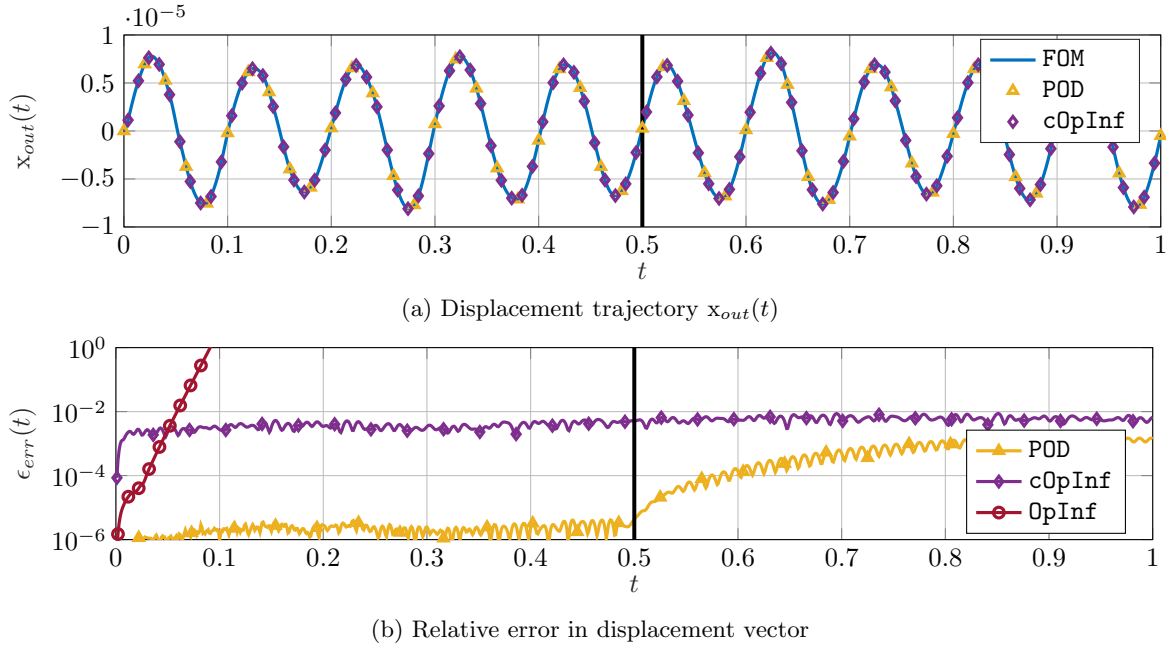 ·10⁻⁵
1
0.5
0
−0.5
−1
x_out(t)
FOM
POD
cOpInf
0 0.1 0.2 0.3 0.4 0.5 0.6 0.7 0.8 0.9 1
t
(a) Displacement trajectory x_out(t)
10⁰
10⁻²
10⁻⁴
10⁻⁶
ϵ_err(t)
POD
cOpInf
OpInf
0 0.1 0.2 0.3 0.4 0.5 0.6 0.7 0.8 0.9 1
t
(b) Relative error in displacement vector